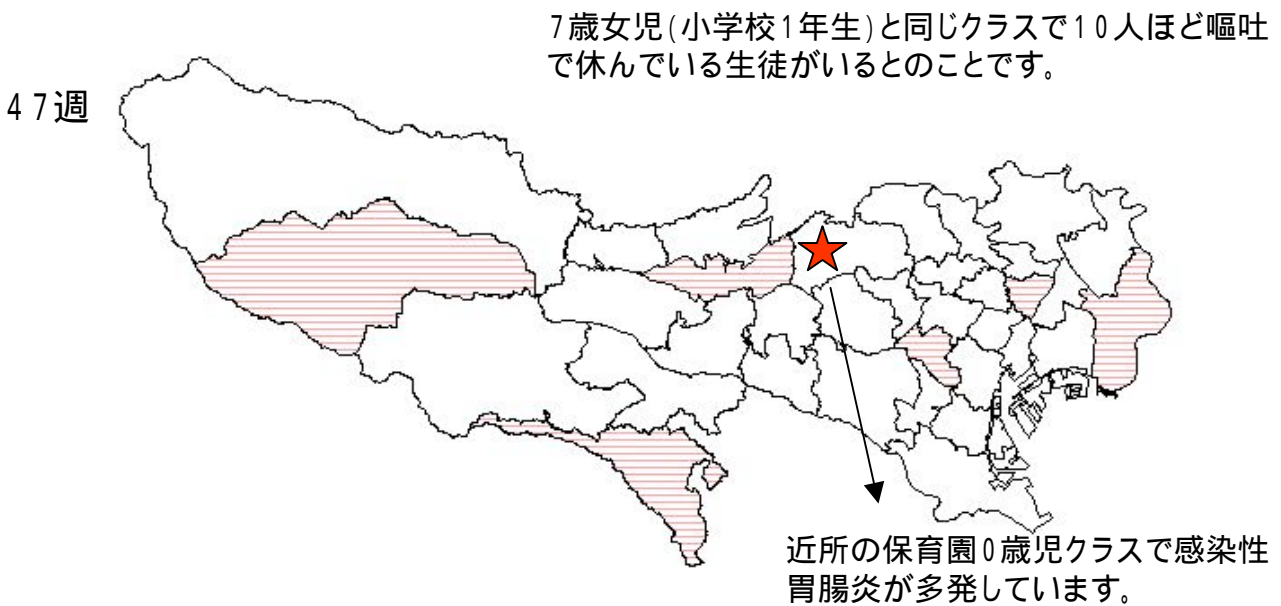 7歳女児(小学校1年生)と同じクラスで10人ほど嘔吐
で休んでいる生徒がいるとのことです。
47週
近所の保育園0歳児クラスで感染性
胃腸炎が多発しています。